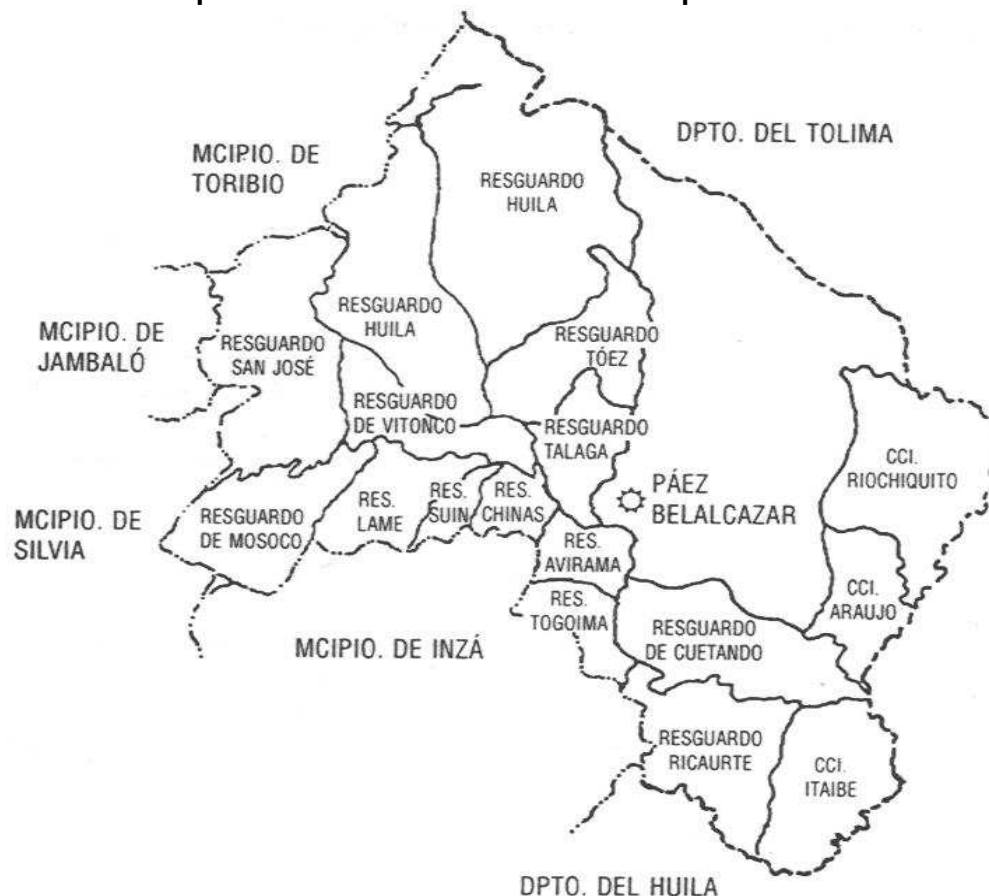 DPTO. DEL TOLIMA
MCIPIO. DE
TORIBIO
RESGUARDO
HUILA
MCIPIO. DE
JAMBALÓ
RESGUARDO
SAN JOSÉ
RESGUARDO
HUILA
RESGUARDO
TÓEZ
RESGUARDO
DE VITONCO
RESGUARDO
TALAGA
CCI.
RIOCHIQUITO
MCIPIO. DE
SILVIA
RESGUARDO
DE MOSOCO
RES.
LAME
RES.
SUIN
RES.
CHINAS
PÁEZ
BELALCAZAR
RES.
AVIRAMA
RES.
TOGOIMA
CCI.
ARAUJO
MCIPIO. DE INZÁ
RESGUARDO
DE CUETANDO
RESGUARDO
RICAURTE
CCI.
ITAIBE
DPTO. DEL HUILA